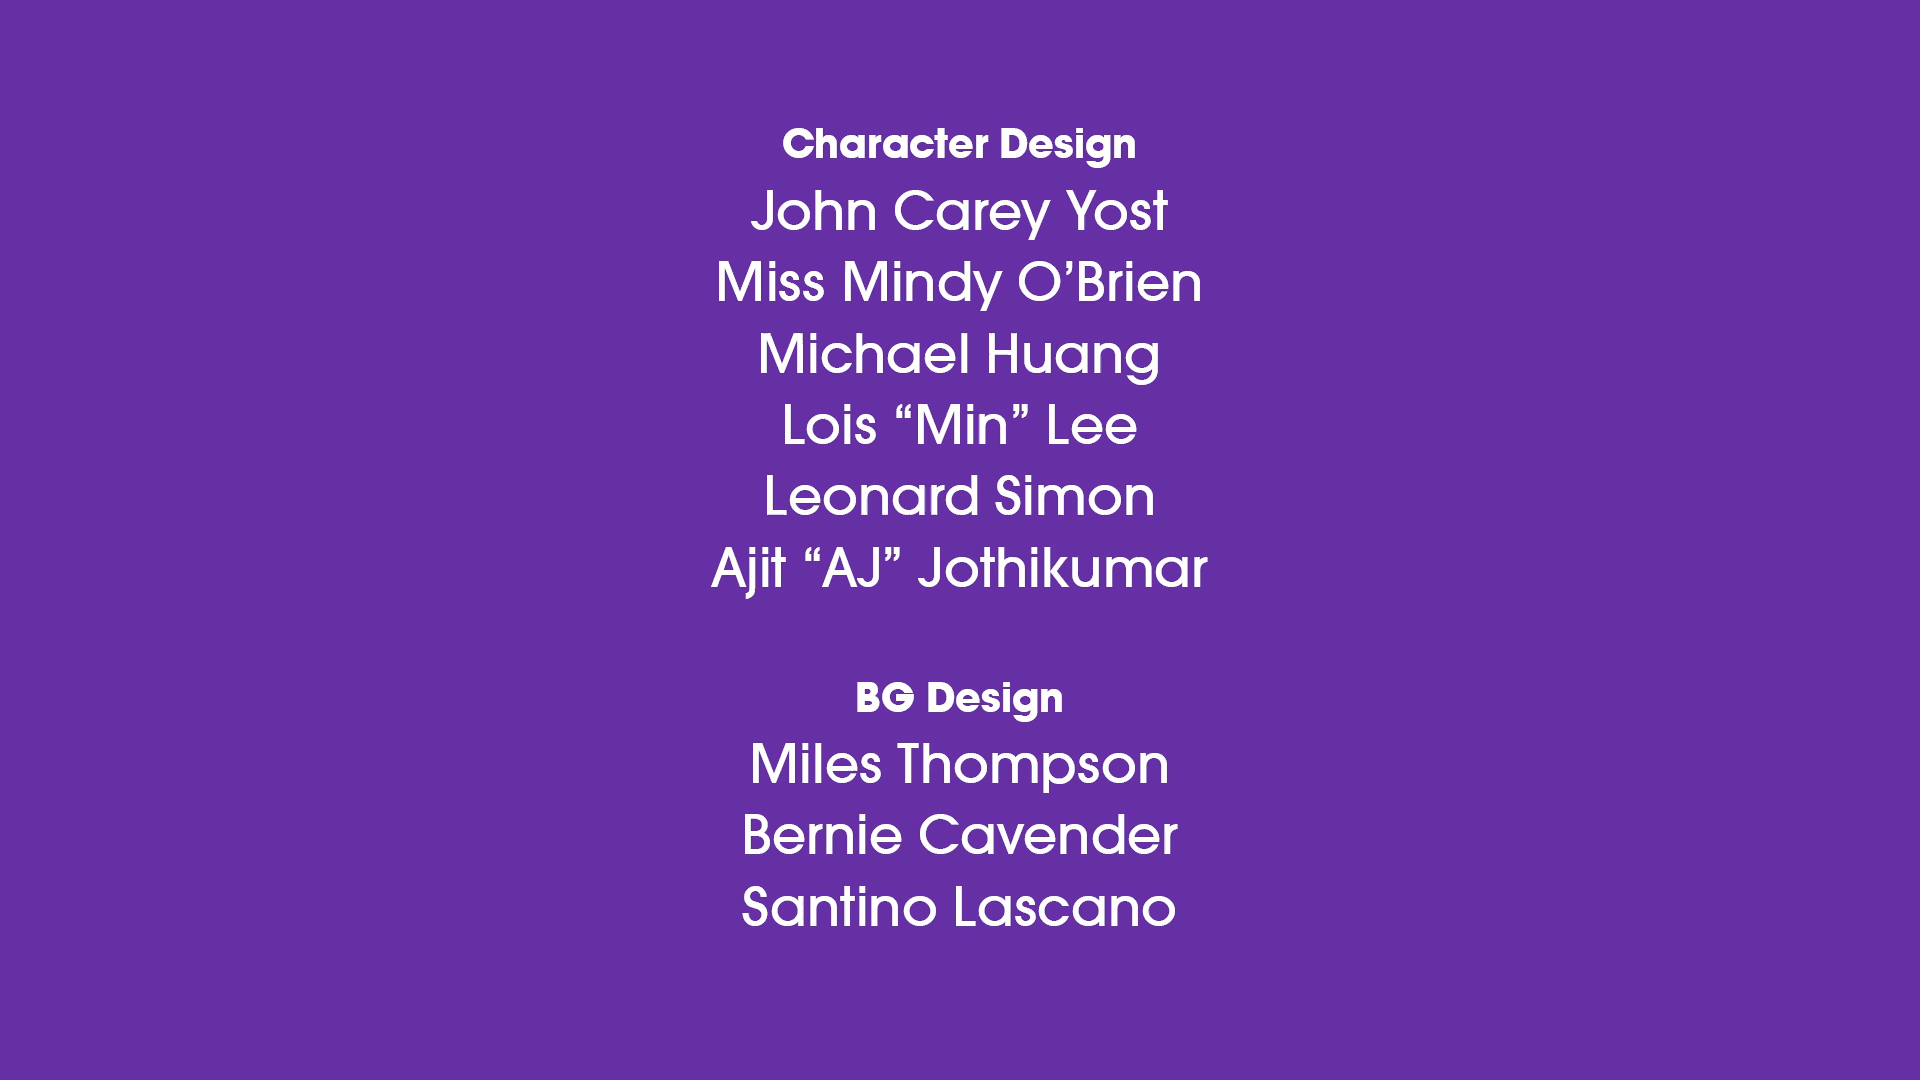 Character Design
John Carey Yost
Miss Mindy O’Brien
Michael Huang
Lois “Min” Lee
Leonard Simon
Ajit “AJ” Jothikumar
BG Design
Miles Thompson
Bernie Cavender
Santino Lascano